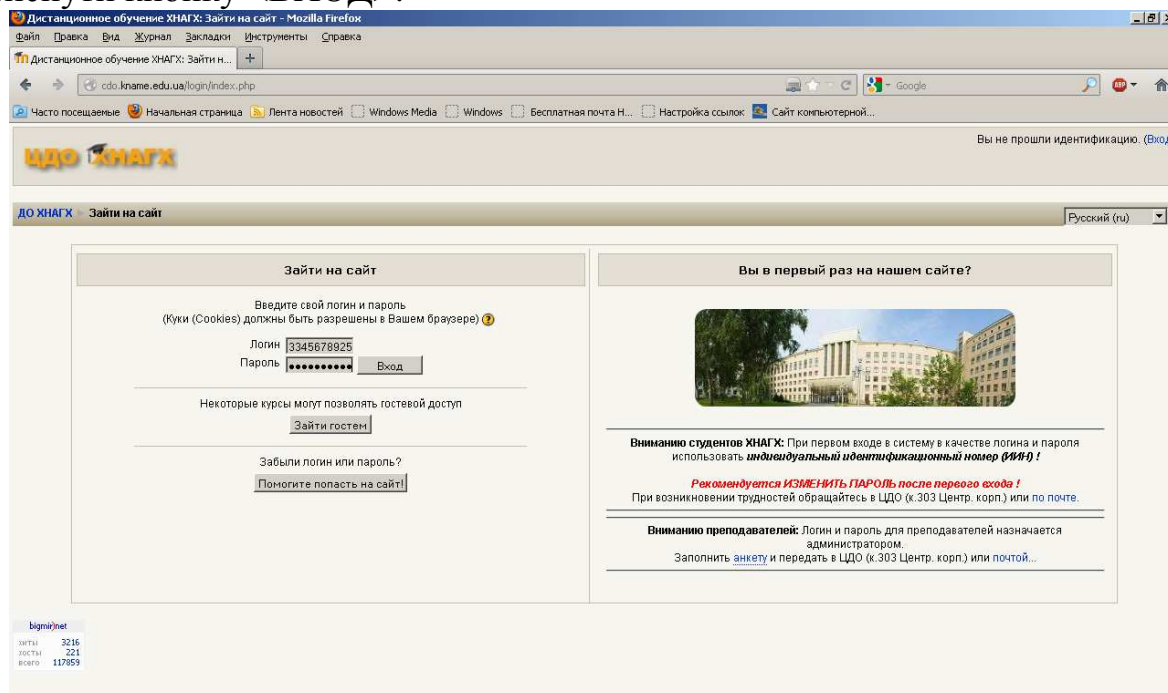 Дистанционное обучение ХНАГХ: Зайти на сайт - Mozilla Firefox
Файл Правка Вид Журнал Закладки Инструменты Справка
Дистанционное обучение ХНАГХ: Зайти н... +
cdo.kname.edu.ua/login/index.php Google
Часто посещаемые Начальная страница Лента новостей Windows Media Windows Бесплатная почта H... Настройка ссылок Сайт компьютерной...
Вы не прошли идентификацию. (Вход
ЦДО ХНАГХ
ДО ХНАГХ ► Зайти на сайт
Русский (ru)
Зайти на сайт
Введите свой логин и пароль
(Куки (Cookies) должны быть разрешены в Вашем браузере) ?
Логин 3345678925
Пароль ●●●●●●●●●● Вход
Некоторые курсы могут позволять гостевой доступ
Зайти гостем
Забыли логин или пароль?
Помогите попасть на сайт!
Вы в первый раз на нашем сайте?
Вниманию студентов ХНАГХ: При первом входе в систему в качестве логина и пароля
использовать индивидуальный идентификационный номер (ИИН) !
Рекомендуется ИЗМЕНИТЬ ПАРОЛЬ после первого входа !
При возникновении трудностей обращайтесь в ЦДО (к.303 Центр. корп.) или по почте.
Вниманию преподавателей: Логин и пароль для преподавателей назначается
администратором.
Заполнить анкету и передать в ЦДО (к.303 Центр. корп.) или почтой...
bigmir)net
хиты 3216
хосты 221
всего 117859